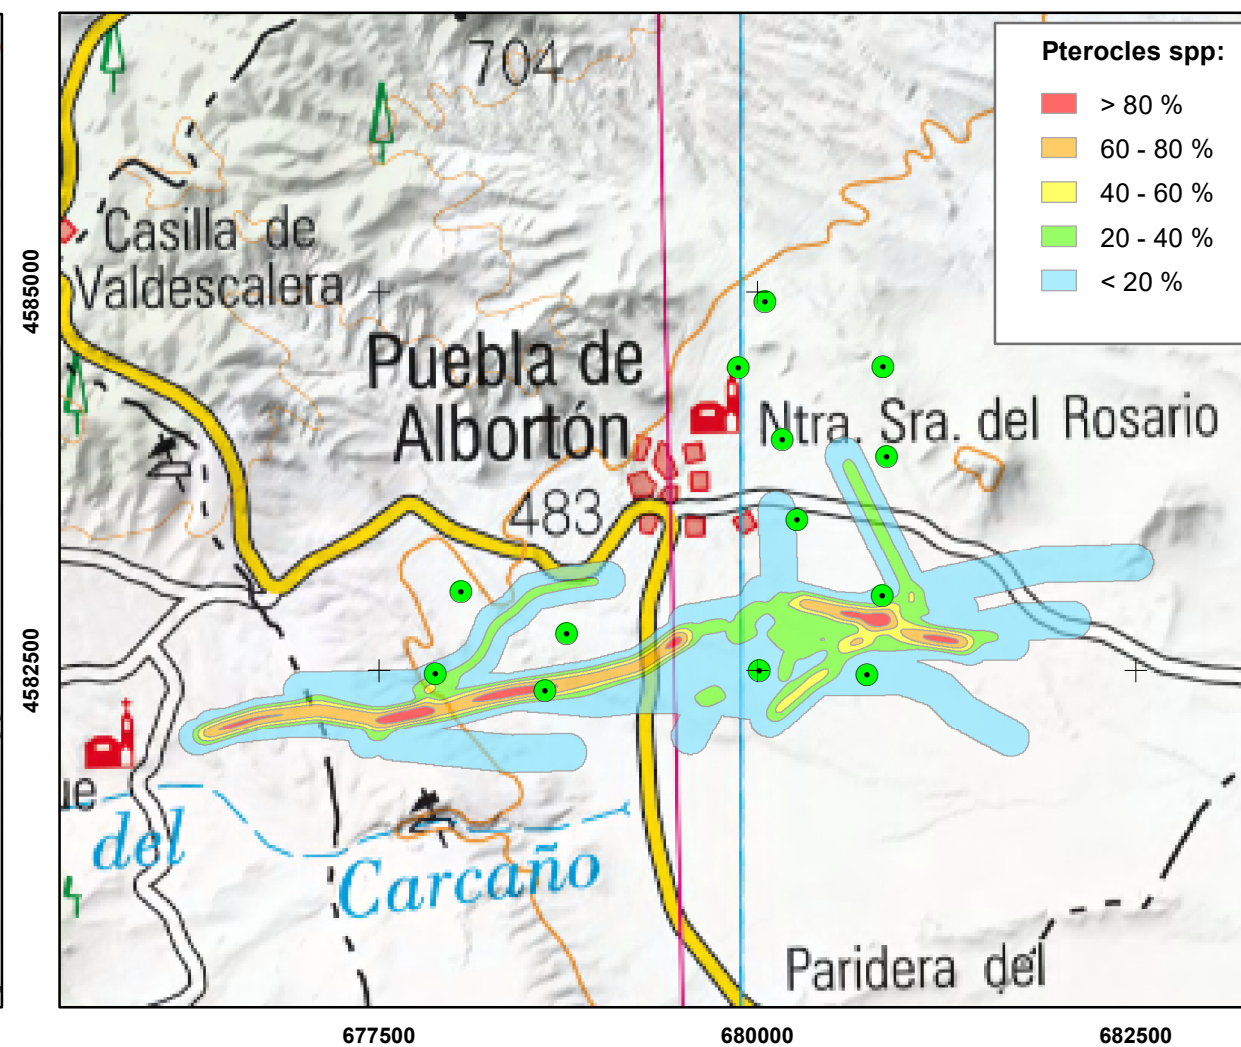 704
Pterocles spp:
> 80 %
60 - 80 %
40 - 60 %
20 - 40 %
< 20 %
Casilla de
Valdescalera
4585000
Puebla de
Albortón
Ntra. Sra. del Rosario
483
4582500
ue
del
Carcaño
Paridera del
677500
680000
682500